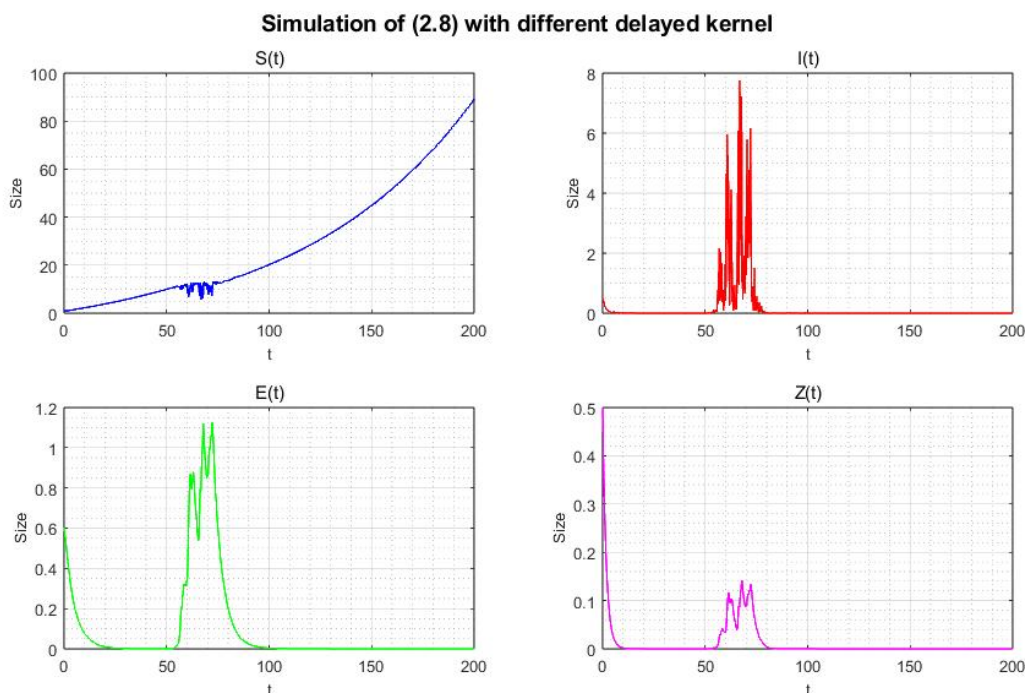 Simulation of (2.8) with different delayed kernel
S(t)
100
80
60
40
20
0
Size
0 50 100 150 200
t
I(t)
8
6
4
2
0
Size
0 50 100 150 200
t
E(t)
1.2
1
0.8
0.6
0.4
0.2
0
Size
0 50 100 150 200
t
Z(t)
0.5
0.4
0.3
0.2
0.1
0
Size
0 50 100 150 200
t